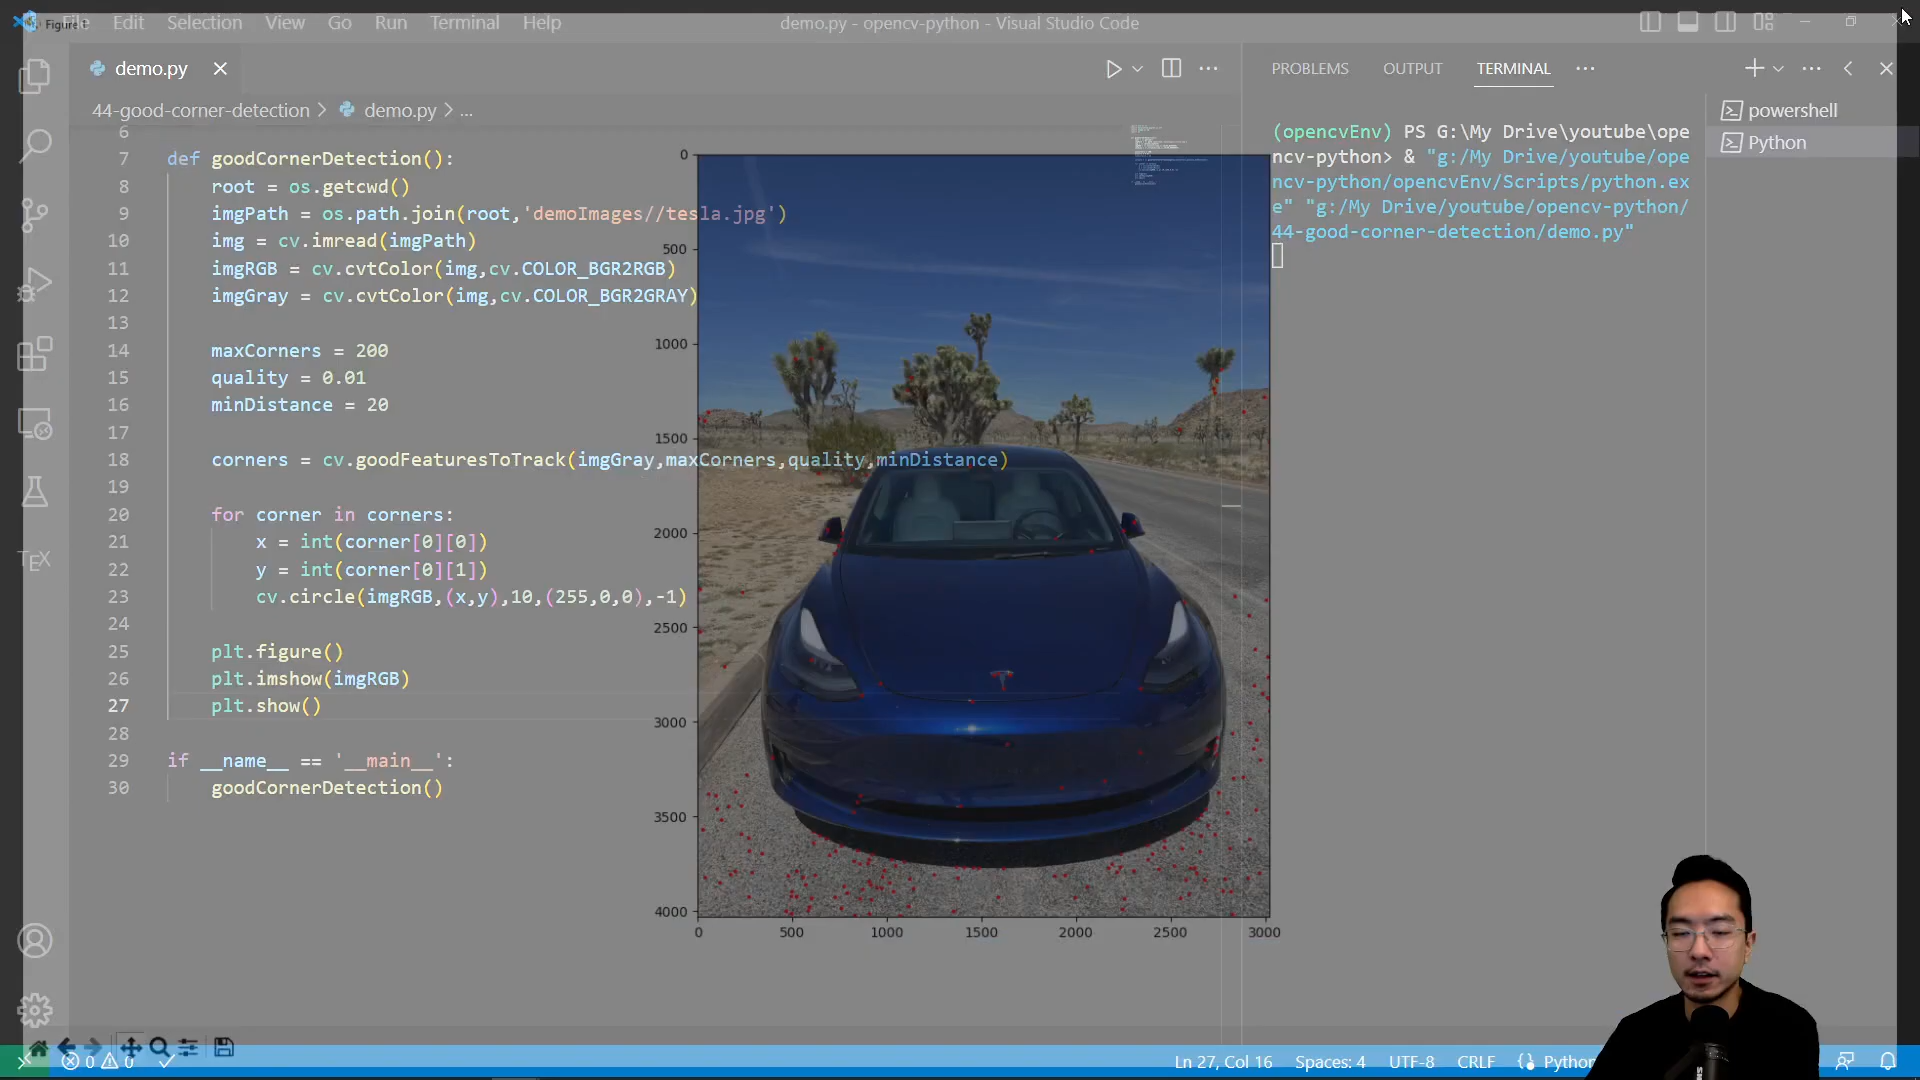 Figure 1
File Edit Selection View Go Run Terminal Help
demo.py - opencv-python - Visual Studio Code
demo.py
PROBLEMS OUTPUT TERMINAL
44-good-corner-detection > demo.py > ...
6
7 def goodCornerDetection():
8 root = os.getcwd()
9 imgPath = os.path.join(root,'demoImages//tesla.jpg')
10 img = cv.imread(imgPath)
11 imgRGB = cv.cvtColor(img,cv.COLOR_BGR2RGB)
12 imgGray = cv.cvtColor(img,cv.COLOR_BGR2GRAY)
13
14 maxCorners = 200
15 quality = 0.01
16 minDistance = 20
17
18 corners = cv.goodFeaturesToTrack(imgGray,maxCorners,quality,minDistance)
19
20 for corner in corners:
21 x = int(corner[0][0])
22 y = int(corner[0][1])
23 cv.circle(imgRGB,(x,y),10,(255,0,0),-1)
24
25 plt.figure()
26 plt.imshow(imgRGB)
27 plt.show()
28
29 if __name__ == '__main__':
30 goodCornerDetection()
0
500
1000
1500
2000
2500
3000
3500
4000
0 500 1000 1500 2000 2500 3000
(opencvEnv) PS G:\My Drive\youtube\ope
ncv-python> & "g:/My Drive/youtube/ope
ncv-python/opencvEnv/Scripts/python.ex
e" "g:/My Drive/youtube/opencv-python/
44-good-corner-detection/demo.py"
powershell
Python
TEX
0 0
Ln 27, Col 16 Spaces: 4 UTF-8 CRLF